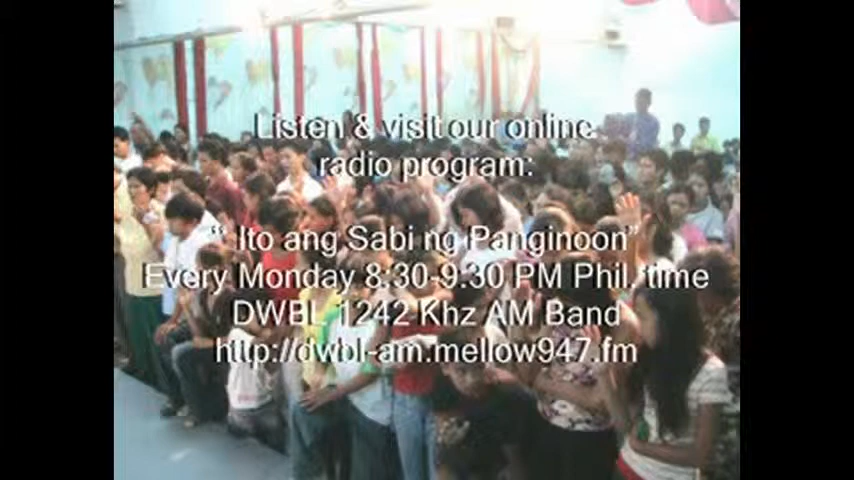 Listen & visit our online
radio program:
“ Ito ang Sabi ng Panginoon”
Every Monday 8:30-9:30 PM Phil. time
DWBL 1242 Khz AM Band
http://dwbl-am.mellow947.fm